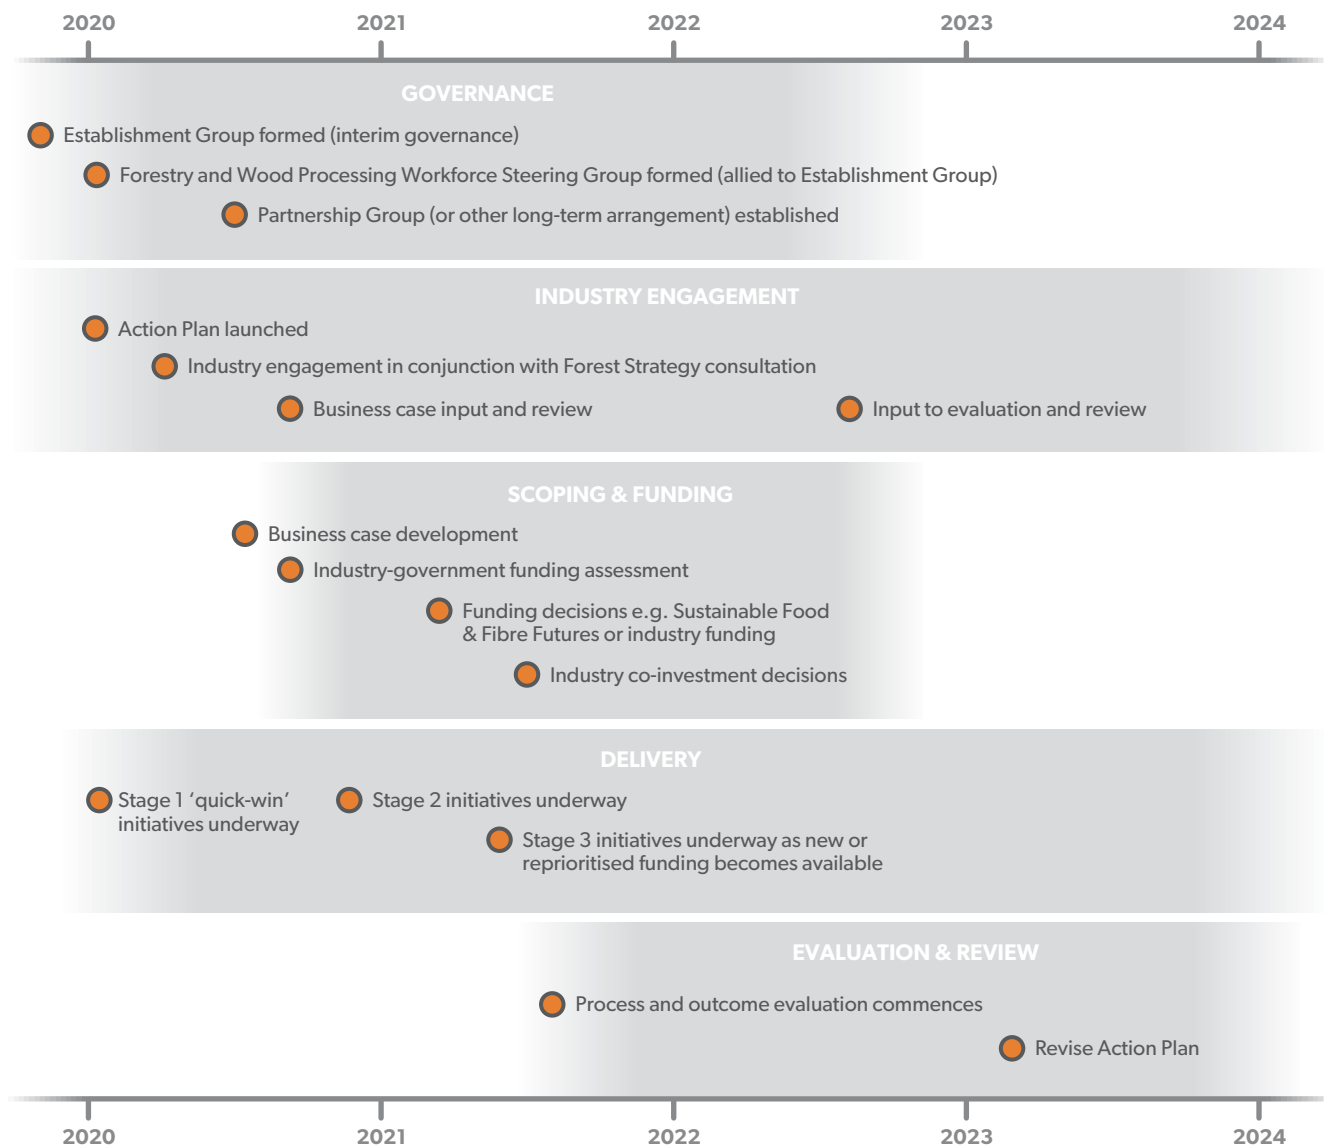 2020 2021 2022 2023 2024
GOVERNANCE
Establishment Group formed (interim governance)
Forestry and Wood Processing Workforce Steering Group formed (allied to Establishment Group)
Partnership Group (or other long-term arrangement) established
INDUSTRY ENGAGEMENT
Action Plan launched
Industry engagement in conjunction with Forest Strategy consultation
Business case input and review
Input to evaluation and review
SCOPING & FUNDING
Business case development
Industry-government funding assessment
Funding decisions e.g. Sustainable Food
& Fibre Futures or industry funding
Industry co-investment decisions
DELIVERY
Stage 1 ‘quick-win’
initiatives underway
Stage 2 initiatives underway
Stage 3 initiatives underway as new or
reprioritised funding becomes available
EVALUATION & REVIEW
Process and outcome evaluation commences
Revise Action Plan
2020 2021 2022 2023 2024